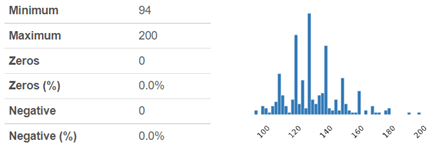 Minimum 94
Maximum 200
Zeros 0
Zeros (%) 0.0%
Negative 0
Negative (%) 0.0%
100 120 140 160 180 200